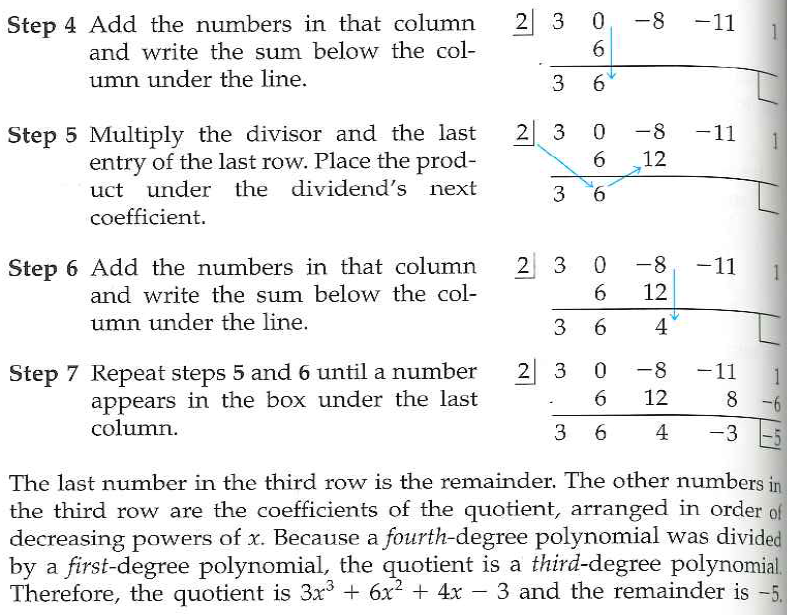 Step 4 Add the numbers in that column 2 3 0 -8 -11 1
and write the sum below the col- 6
umn under the line. 3 6
Step 5 Multiply the divisor and the last 2 3 0 -8 -11 1
entry of the last row. Place the prod- 6 12
uct under the dividend's next 3 6
coefficient.
Step 6 Add the numbers in that column 2 3 0 -8 -11 1
and write the sum below the col- 6 12
umn under the line. 3 6 4
Step 7 Repeat steps 5 and 6 until a number 2 3 0 -8 -11 1
appears in the box under the last 6 12 8 -6
column. 3 6 4 -3 -5
The last number in the third row is the remainder. The other numbers in
the third row are the coefficients of the quotient, arranged in order of
decreasing powers of x. Because a fourth-degree polynomial was divided
by a first-degree polynomial, the quotient is a third-degree polynomial.
Therefore, the quotient is 3x³ + 6x² + 4x − 3 and the remainder is −5.